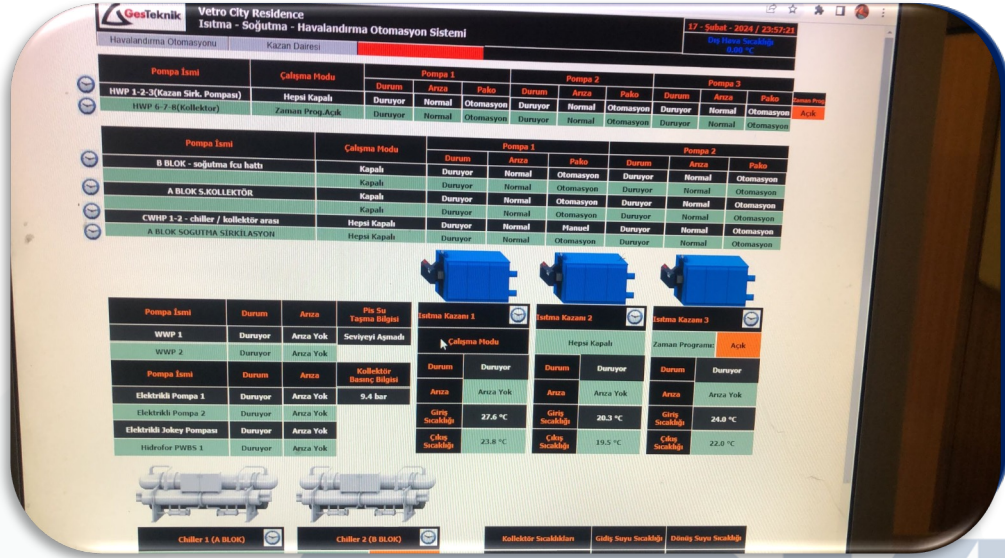 GesTeknik
Vetro City Residence
Isıtma - Soğutma - Havalandırma Otomasyon Sistemi
17 - Şubat - 2024 / 23:57:21
Dış Hava Sıcaklığı
0.00 °C
Havalandırma Otomasyonu Kazan Dairesi
Pompa İsmi Çalışma Modu Pompa 1 Pompa 2 Pompa 3
Durum Arıza Pako Durum Arıza Pako Durum Arıza Pako Zaman Prog.
HWP 1-2-3(Kazan Sirk. Pompası) Hepsi Kapalı Duruyor Normal Otomasyon Duruyor Normal Otomasyon Duruyor Normal Otomasyon Açık
HWP 6-7-8(Kollektor) Zaman Prog.Açık Duruyor Normal Otomasyon Duruyor Normal Otomasyon Duruyor Normal Otomasyon
Pompa İsmi Çalışma Modu Pompa 1 Pompa 2
Durum Arıza Pako Durum Arıza Pako
B BLOK - soğutma fcu hattı Kapalı Duruyor Normal Otomasyon Duruyor Normal Otomasyon
Kapalı Duruyor Normal Otomasyon Duruyor Normal Otomasyon
A BLOK S.KOLLEKTÖR Kapalı Duruyor Normal Otomasyon Duruyor Normal Otomasyon
Kapalı Duruyor Normal Otomasyon Duruyor Normal Otomasyon
CWHP 1-2 - chiller / kollektör arası Hepsi Kapalı Duruyor Normal Manuel Duruyor Normal Otomasyon
A BLOK SOGUTMA SİRKİLASYON Hepsi Kapalı Duruyor Normal Otomasyon Duruyor Normal Otomasyon
Pompa İsmi Durum Arıza Pis Su Taşma Bilgisi
WWP 1 Duruyor Arıza Yok Seviyeyi Aşmadı
WWP 2 Duruyor Arıza Yok
Pompa İsmi Durum Arıza Kollektör Basınç Bilgisi
Elektrikli Pompa 1 Duruyor Arıza Yok 9.4 bar
Elektrikli Pompa 2 Duruyor Arıza Yok
Elektrikli Jokey Pompası Duruyor Arıza Yok
Hidrofor PWBS 1 Duruyor Arıza Yok
Isıtma Kazanı 1 Isıtma Kazanı 2 Isıtma Kazanı 3
Çalışma Modu Hepsi Kapalı Zaman Programı: Açık
Durum Duruyor Durum Duruyor Durum Duruyor
Arıza Arıza Yok Arıza Arıza Yok Arıza Arıza Yok
Giriş Sıcaklığı 27.6 °C Giriş Sıcaklığı 20.3 °C Giriş Sıcaklığı 24.0 °C
Çıkış Sıcaklığı 23.8 °C Çıkış Sıcaklığı 19.5 °C Çıkış Sıcaklığı 22.0 °C
Chiller 1 (A BLOK) Chiller 2 (B BLOK) Kollektör Sıcaklıkları Gidiş Suyu Sıcaklığı Dönüş Suyu Sıcaklığı